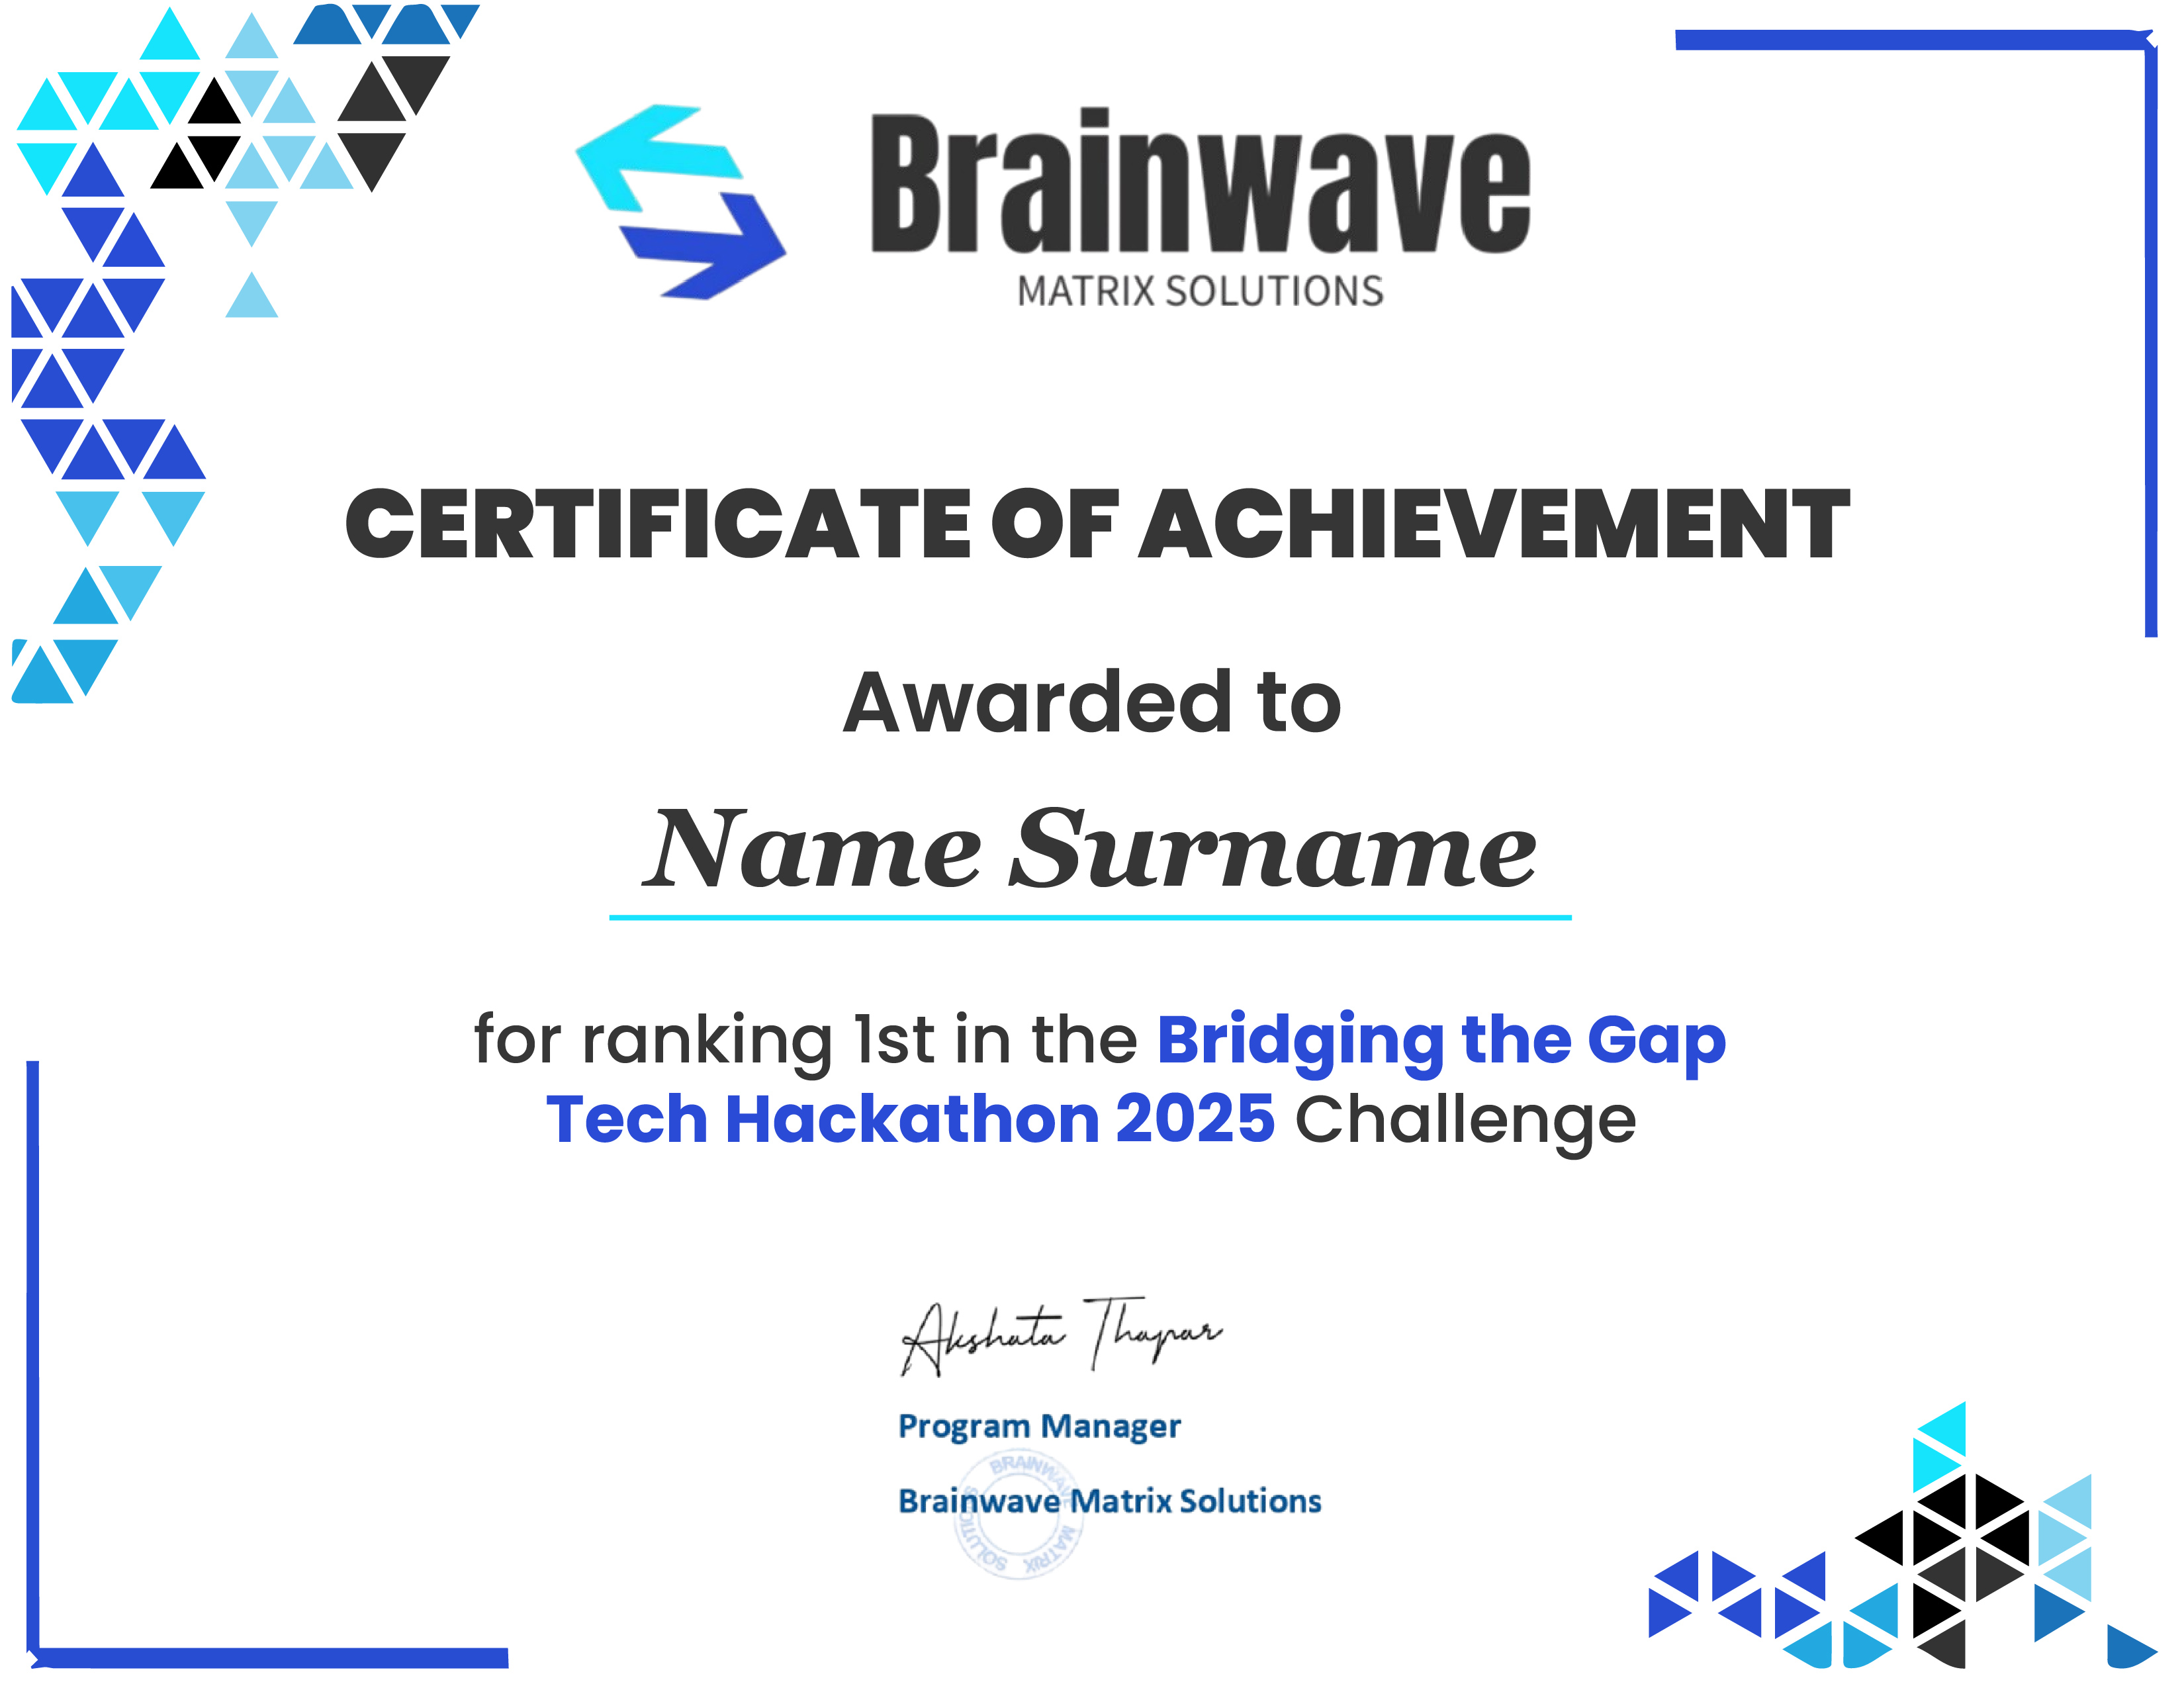 Brainwave
MATRIX SOLUTIONS
CERTIFICATE OF ACHIEVEMENT
Awarded to
Name Surname
for ranking 1st in the Bridging the Gap
Tech Hackathon 2025 Challenge
Akshata Thapar
Program Manager
Brainwave Matrix Solutions
BRAINWAVE MATRIX SOLUTIONS